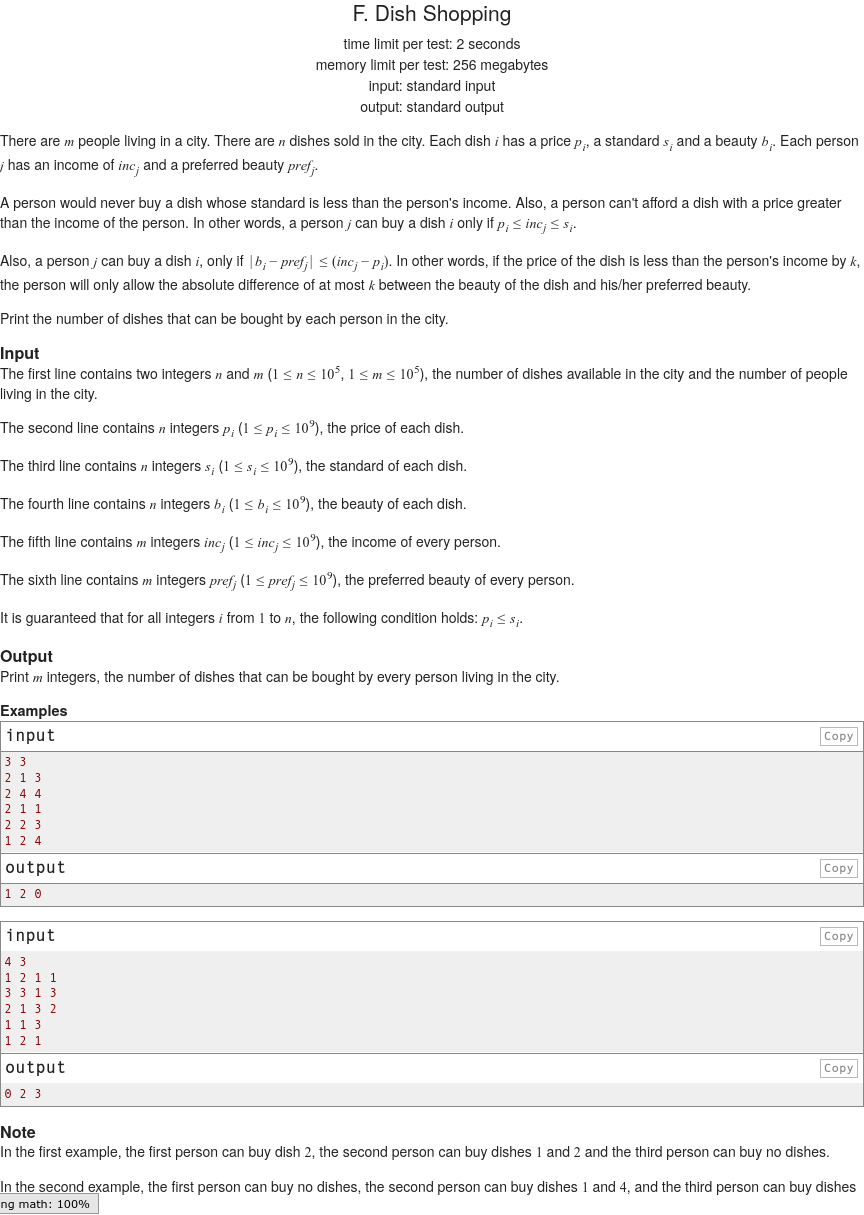 F. Dish Shopping
time limit per test: 2 seconds
memory limit per test: 256 megabytes
input: standard input
output: standard output
There are m people living in a city. There are n dishes sold in the city. Each dish i has a price p_i, a standard s_i and a beauty b_i. Each person
j has an income of inc_j and a preferred beauty pref_j.
A person would never buy a dish whose standard is less than the person's income. Also, a person can't afford a dish with a price greater
than the income of the person. In other words, a person j can buy a dish i only if p_i ≤ inc_j ≤ s_i.
Also, a person j can buy a dish i, only if |b_i − pref_j| ≤ (inc_j − p_i). In other words, if the price of the dish is less than the person's income by k,
the person will only allow the absolute difference of at most k between the beauty of the dish and his/her preferred beauty.
Print the number of dishes that can be bought by each person in the city.
Input
The first line contains two integers n and m (1 ≤ n ≤ 10^5, 1 ≤ m ≤ 10^5), the number of dishes available in the city and the number of people
living in the city.
The second line contains n integers p_i (1 ≤ p_i ≤ 10^9), the price of each dish.
The third line contains n integers s_i (1 ≤ s_i ≤ 10^9), the standard of each dish.
The fourth line contains n integers b_i (1 ≤ b_i ≤ 10^9), the beauty of each dish.
The fifth line contains m integers inc_j (1 ≤ inc_j ≤ 10^9), the income of every person.
The sixth line contains m integers pref_j (1 ≤ pref_j ≤ 10^9), the preferred beauty of every person.
It is guaranteed that for all integers i from 1 to n, the following condition holds: p_i ≤ s_i.
Output
Print m integers, the number of dishes that can be bought by every person living in the city.
Examples
input Copy
3 3
2 1 3
2 4 4
2 1 1
2 2 3
1 2 4
output Copy
1 2 0
input Copy
4 3
1 2 1 1
3 3 1 3
2 1 3 2
1 1 3
1 2 1
output Copy
0 2 3
Note
In the first example, the first person can buy dish 2, the second person can buy dishes 1 and 2 and the third person can buy no dishes.
In the second example, the first person can buy no dishes, the second person can buy dishes 1 and 4, and the third person can buy dishes
ng math: 100%